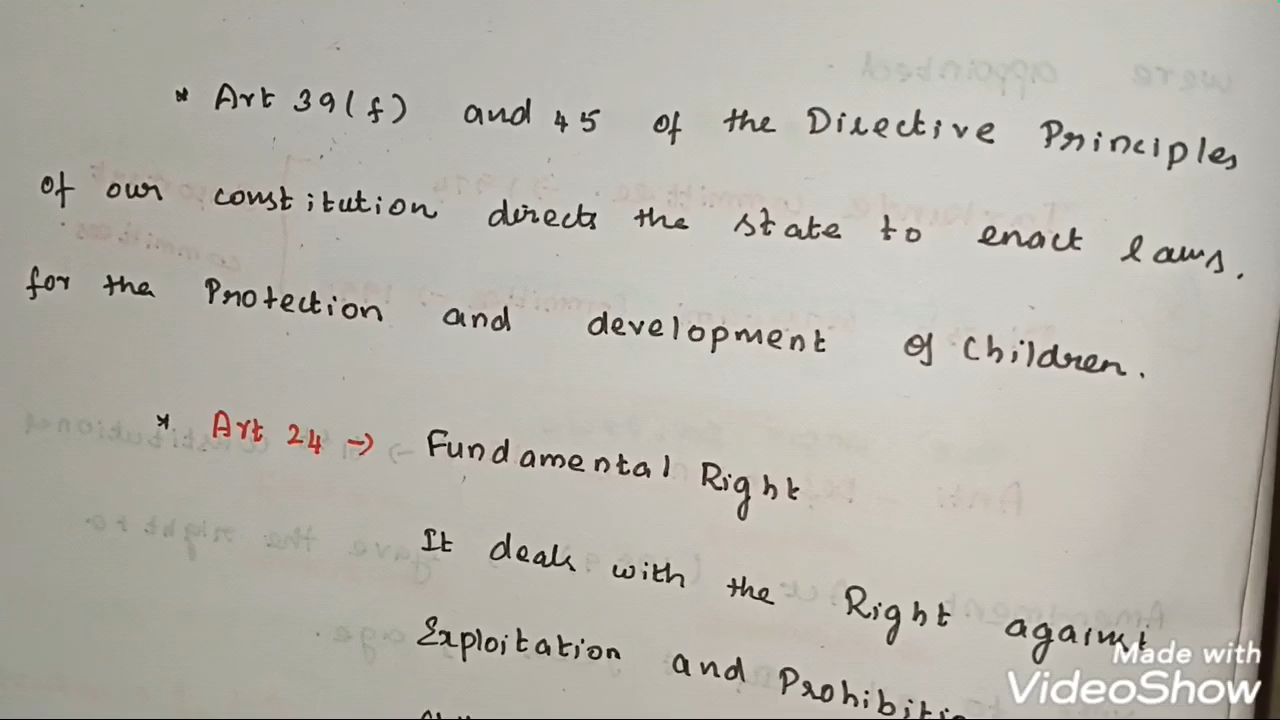 * Art 39(f) and 45 of the Directive Principles
of our constitution directs the state to enact laws.
for the Protection and development of Children.
* Art 24 → Fundamental Right
It deals with the Right against
Exploitation and
Made with
VideoShow